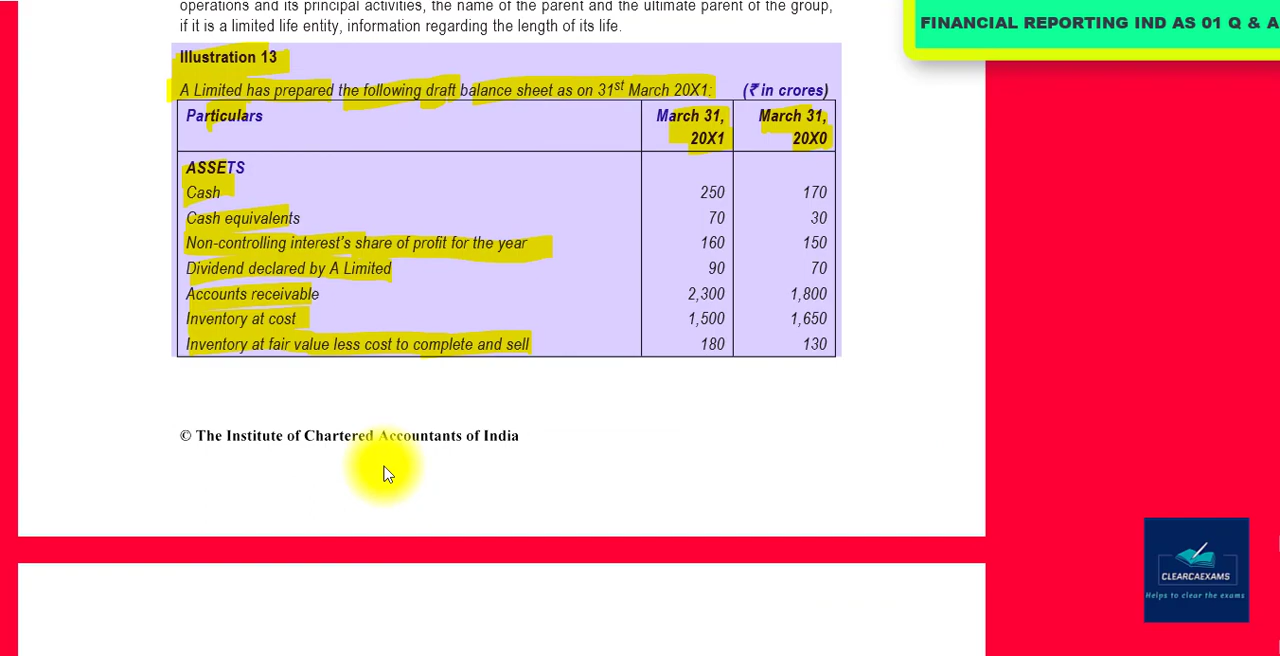 operations and its principal activities, the name of the parent and the ultimate parent of the group,
if it is a limited life entity, information regarding the length of its life.
FINANCIAL REPORTING IND AS 01 Q & A
Illustration 13
A Limited has prepared the following draft balance sheet as on 31st March 20X1: (₹ in crores)
Particulars March 31, 20X1 March 31, 20X0
ASSETS
Cash 250 170
Cash equivalents 70 30
Non-controlling interest's share of profit for the year 160 150
Dividend declared by A Limited 90 70
Accounts receivable 2,300 1,800
Inventory at cost 1,500 1,650
Inventory at fair value less cost to complete and sell 180 130
© The Institute of Chartered Accountants of India
CLEARCAEXAMS
Helps to clear the exams